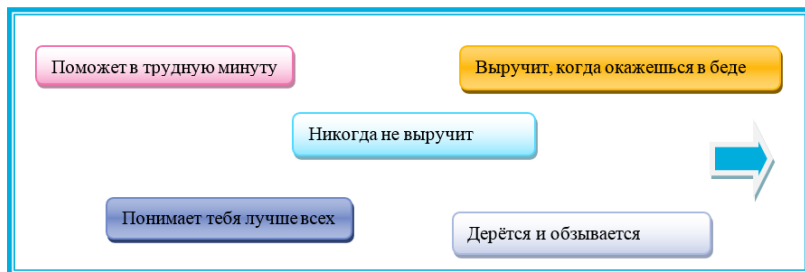 Поможет в трудную минуту
Выручит, когда окажешься в беде
Никогда не выручит
Понимает тебя лучше всех
Дерётся и обзывается